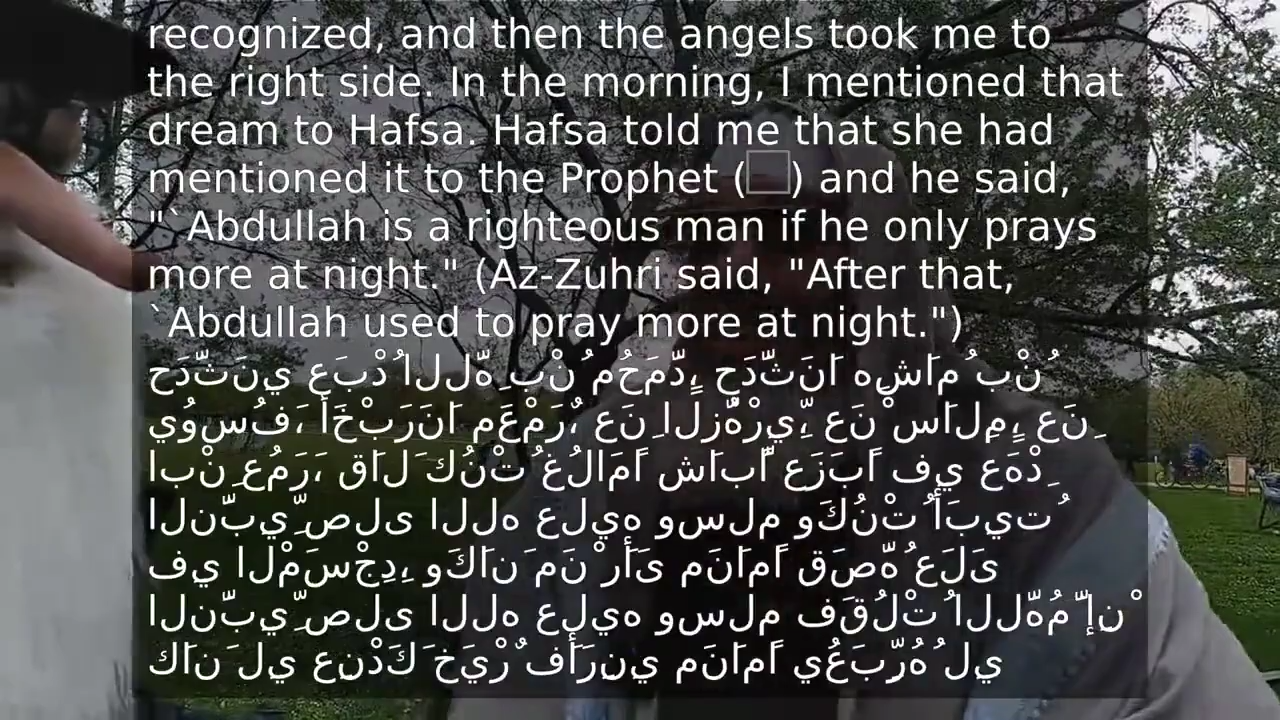 recognized, and then the angels took me to
the right side. In the morning, I mentioned that
dream to Hafsa. Hafsa told me that she had
mentioned it to the Prophet (□) and he said,
"`Abdullah is a righteous man if he only prays
more at night." (Az-Zuhri said, "After that,
`Abdullah used to pray more at night.")
حَدَّثَنِي عَبْدُ اللَّهِ بْنُ مُحَمَّدٍ، حَدَّثَنَا هِشَامُ بْنُ
يُوسُفَ، أَخْبَرَنَا مَعْمَرٌ، عَنِ الزُّهْرِيِّ، عَنْ سَالِمٍ، عَنِ
ابْنِ عُمَرَ، قَالَ كُنْتُ غُلاَمًا شَابًّا عَزَبًا فِي عَهْدِ
النَّبِيِّ صلى الله عليه وسلم وَكُنْتُ أَبِيتُ
فِي الْمَسْجِدِ، وَكَانَ مَنْ رَأَى مَنَامًا قَصَّهُ عَلَى
النَّبِيِّ صلى الله عليه وسلم فَقُلْتُ اللَّهُمَّ إِنْ
كَانَ لِي عِنْدَكَ خَيْرٌ فَأَرِنِي مَنَامًا يُعَبِّرُهُ لِي